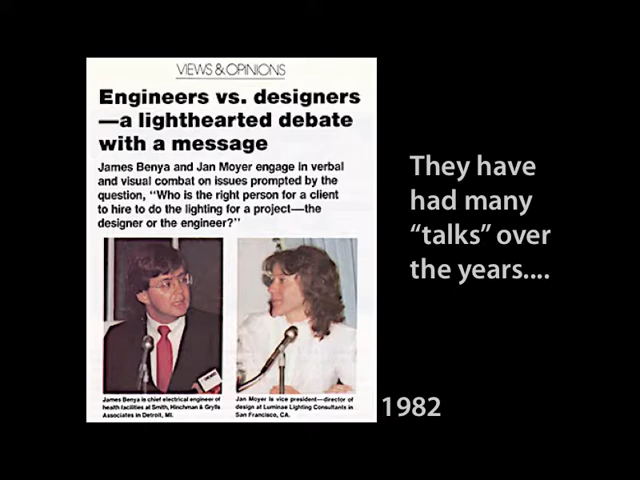 VIEWS & OPINIONS
Engineers vs. designers
—a lighthearted debate
with a message
James Benya and Jan Moyer engage in verbal
and visual combat on issues prompted by the
question, “Who is the right person for a client
to hire to do the lighting for a project—the
designer or the engineer?”
James Benya is chief electrical engineer of
health facilities at Smith, Hinchman & Grylls
Associates in Detroit, MI.
Jan Moyer is vice president—director of
design at Luminae Lighting Consultants in
San Francisco, CA.
They have
had many
“talks” over
the years....
1982